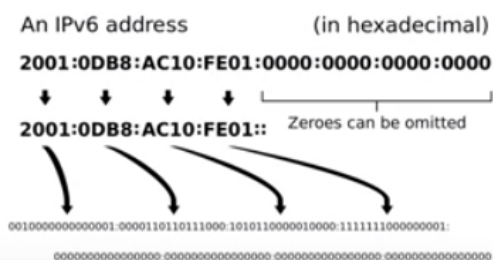 An IPv6 address (in hexadecimal)
2001:0DB8:AC10:FE01:0000:0000:0000:0000
2001:0DB8:AC10:FE01:: Zeroes can be omitted
0010000000000001:0000110110111000:1010110000010000:1111111000000001:
0000000000000000:0000000000000000:0000000000000000:0000000000000000